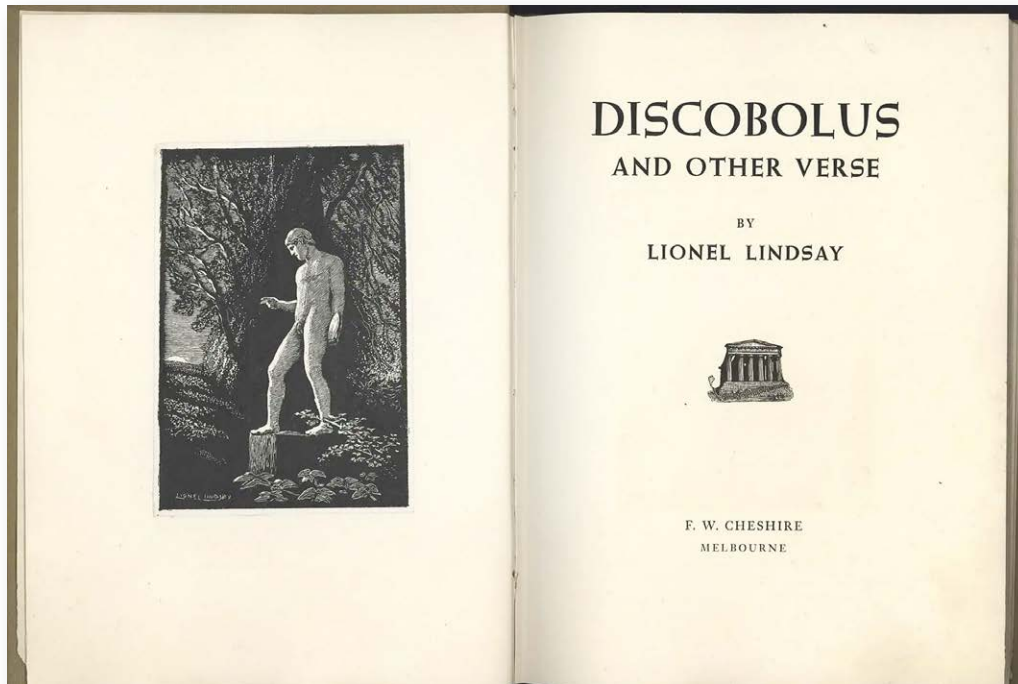 LIONEL LINDSAY
DISCOBOLUS
AND OTHER VERSE
BY
LIONEL LINDSAY
F. W. CHESHIRE
MELBOURNE